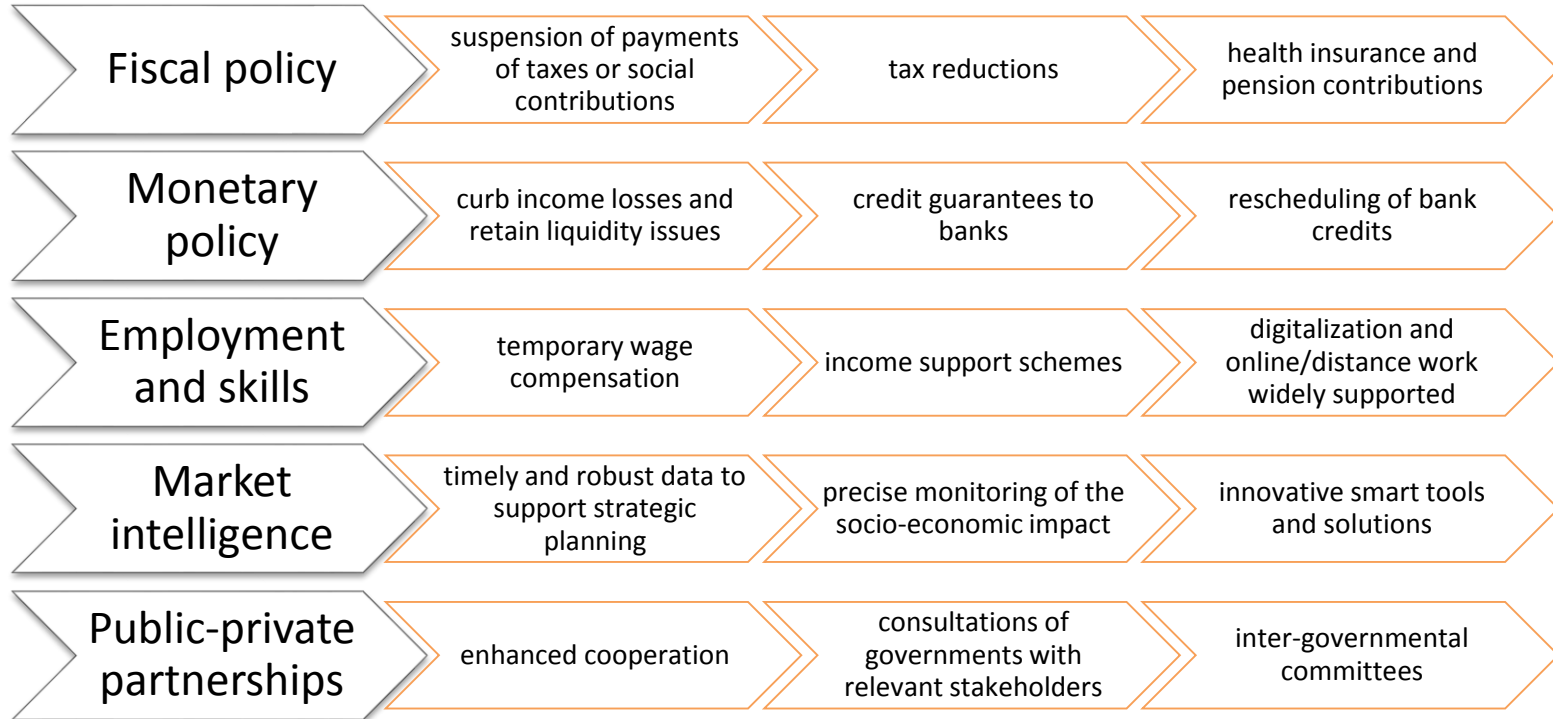 Fiscal policy
suspension of payments
of taxes or social
contributions
tax reductions
health insurance and
pension contributions
Monetary
policy
curb income losses and
retain liquidity issues
credit guarantees to
banks
rescheduling of bank
credits
Employment
and skills
temporary wage
compensation
income support schemes
digitalization and
online/distance work
widely supported
Market
intelligence
timely and robust data to
support strategic
planning
precise monitoring of the
socio-economic impact
innovative smart tools
and solutions
Public-private
partnerships
enhanced cooperation
consultations of
governments with
relevant stakeholders
inter-governmental
committees